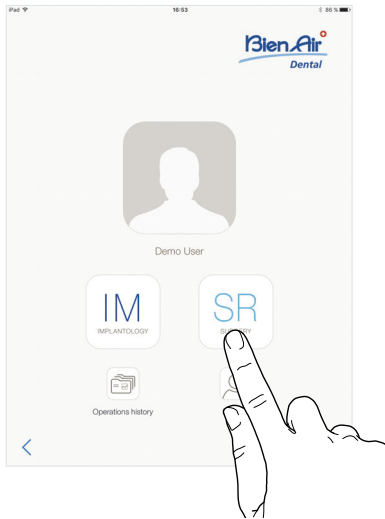 iPad 16:53 86 %
Bien Air
Dental
Demo User
IM SR
IMPLANTOLOGY
Operations history